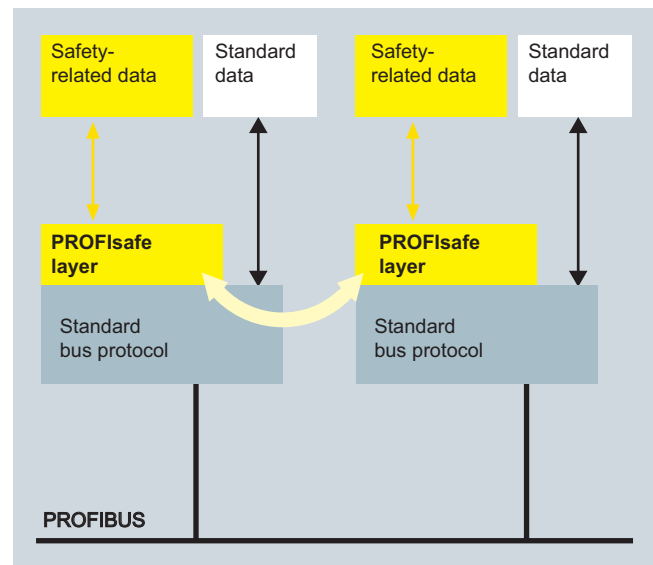 Safety-
related data
Standard
data
Safety-
related data
Standard
data
PROFIsafe
layer
PROFIsafe
layer
Standard
bus protocol
Standard
bus protocol
PROFIBUS